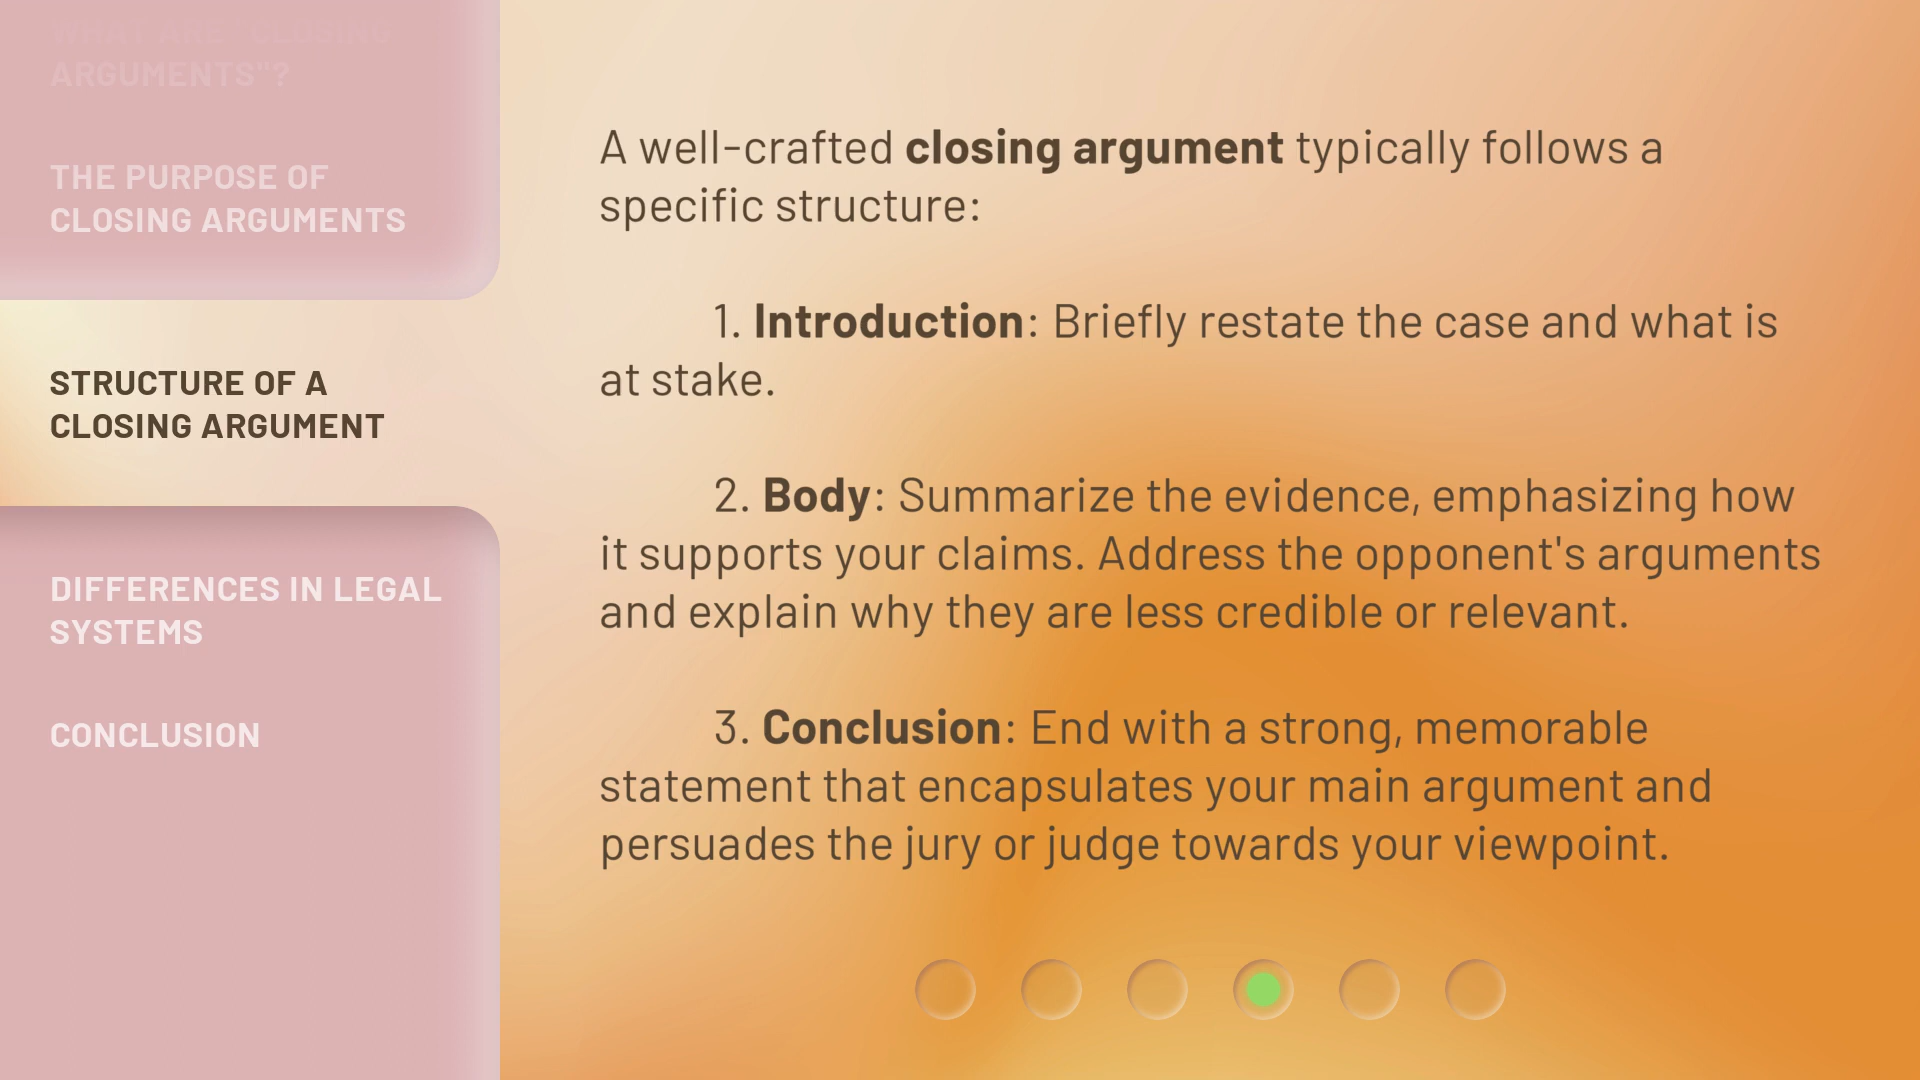 WHAT ARE "CLOSING
ARGUMENTS"?
THE PURPOSE OF
CLOSING ARGUMENTS
STRUCTURE OF A
CLOSING ARGUMENT
DIFFERENCES IN LEGAL
SYSTEMS
CONCLUSION
A well-crafted closing argument typically follows a
specific structure:
1. Introduction: Briefly restate the case and what is
at stake.
2. Body: Summarize the evidence, emphasizing how
it supports your claims. Address the opponent's arguments
and explain why they are less credible or relevant.
3. Conclusion: End with a strong, memorable
statement that encapsulates your main argument and
persuades the jury or judge towards your viewpoint.